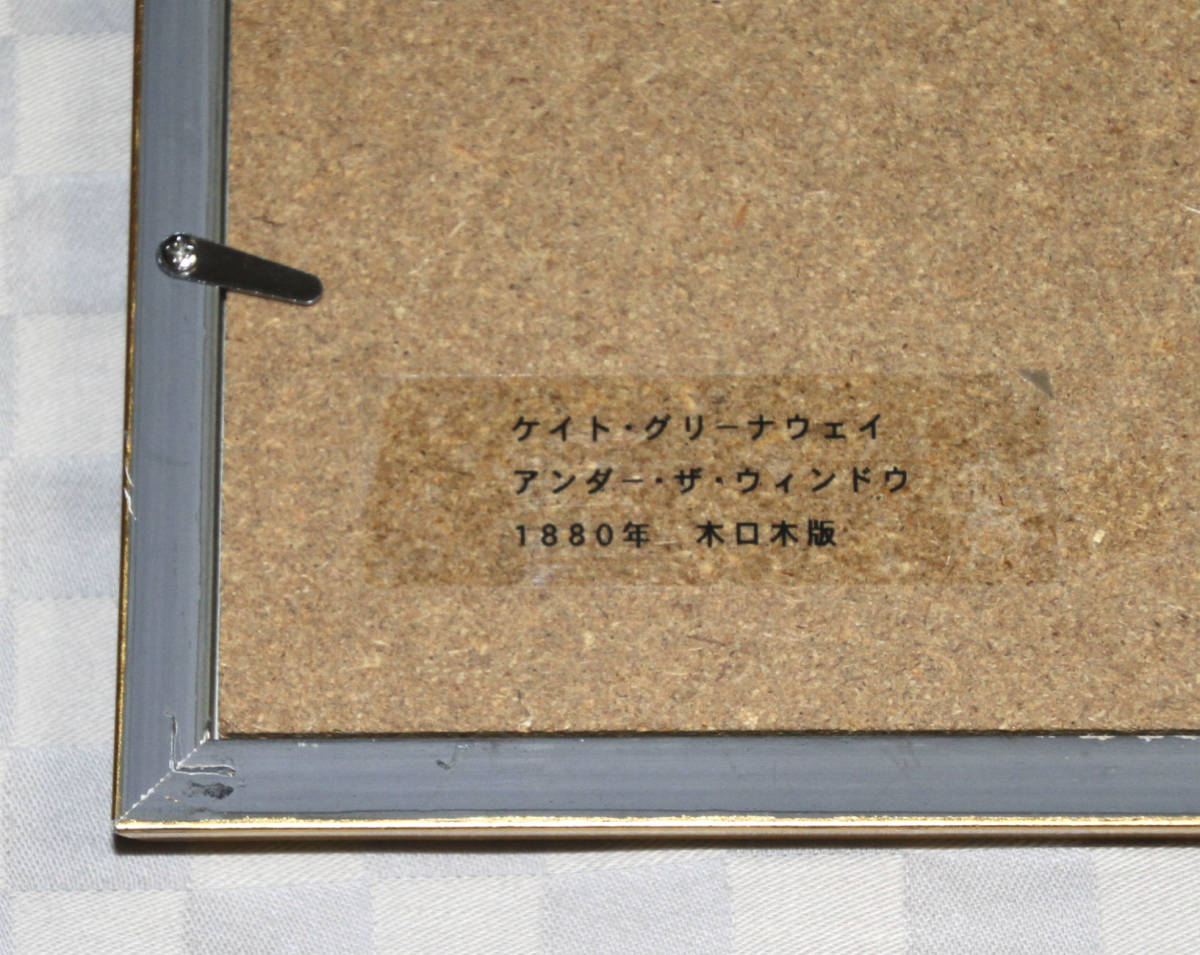 ケイト・グリーナウェイ
アンダー・ザ・ウィンドウ
1880年　木口木版